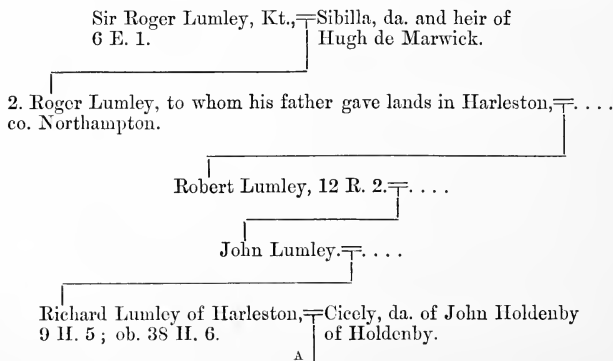 Sir Roger Lumley, Kt.,=Sibilla, da. and heir of
6 E. 1. Hugh de Marwick.
2. Roger Lumley, to whom his father gave lands in Harleston,=....
co. Northampton.
Robert Lumley, 12 R. 2.=....
John Lumley.=....
Richard Lumley of Harleston,=Cicely, da. of John Holdenby
9 H. 5; ob. 38 H. 6. of Holdenby.
A